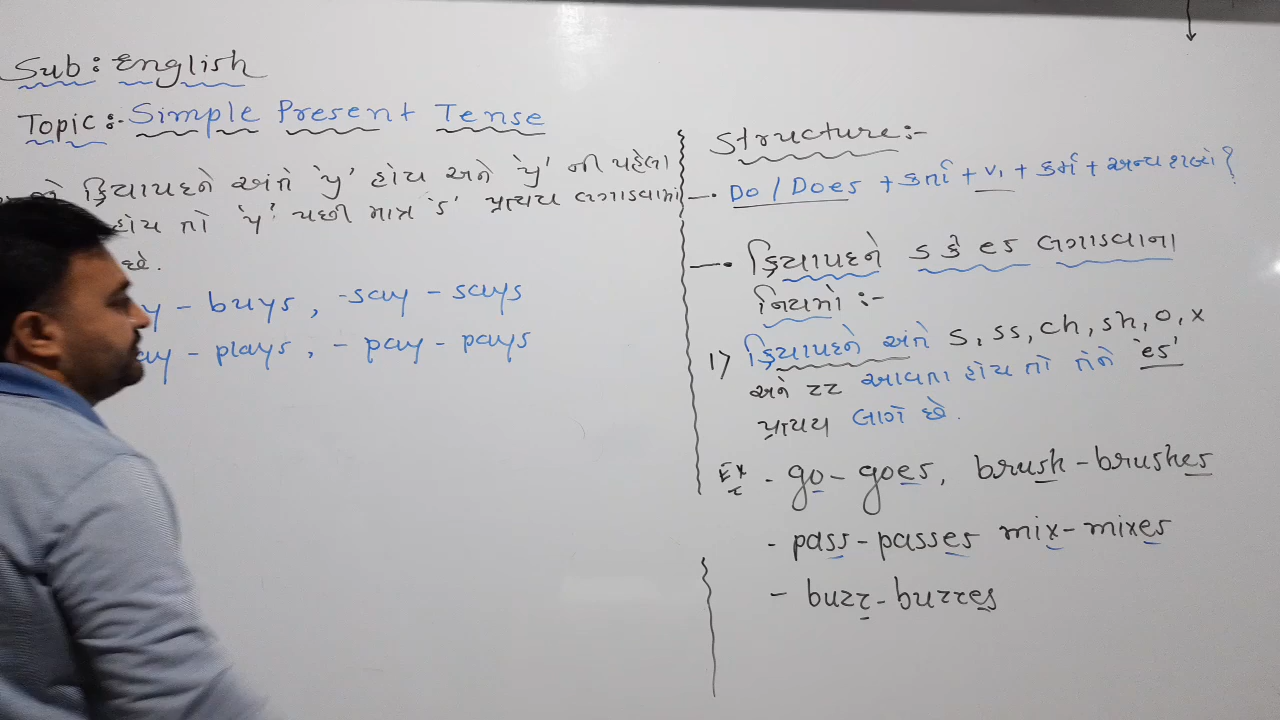 Sub : English
Topic :- Simple Present Tense
ક્રિયાપદને અંતે 'y' હોય અને 'y' ની પહેલા
હોય તો 'y' પછી માત્ર 's' પ્રત્યય લગાડવામાં
છે.
y - buys, - say - says
ay - plays, - pay - pays
Structure :-
Do / Does + કર્તા + V1 + કર્મ + અન્ય શબ્દો ?
ક્રિયાપદને s કે es લગાડવાના
નિયમો :-
1) ક્રિયાપદને અંતે s, ss, ch, sh, o, x
અને zz આવતા હોય તો તેને 'es'
પ્રત્યય લાગે છે.
Ex - go - goes, brush - brushes
- pass - passes mix - mixes
- buzz - buzzes